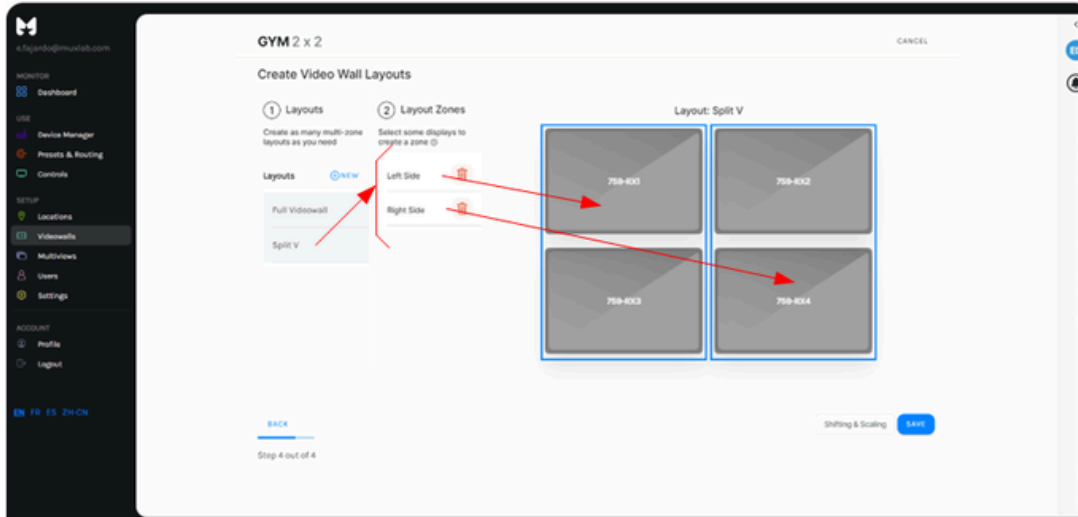 e.fajardo@muxlab.com
MONITOR
Dashboard
USE
Device Manager
Presets & Routing
Controls
SETUP
Locations
Videowalls
Multiviews
Users
Settings
ACCOUNT
Profile
Logout
EN FR ES ZH-CN
GYM 2 x 2
CANCEL
Create Video Wall Layouts
1 Layouts
Create as many multi-zone
layouts as you need
Layouts
NEW
Full Videowall
Split V
2 Layout Zones
Select some displays to
create a zone
Left Side
Right Side
Layout: Split V
759-RX1
759-RX2
759-RX3
759-RX4
BACK
Step 4 out of 4
Shifting & Scaling
SAVE